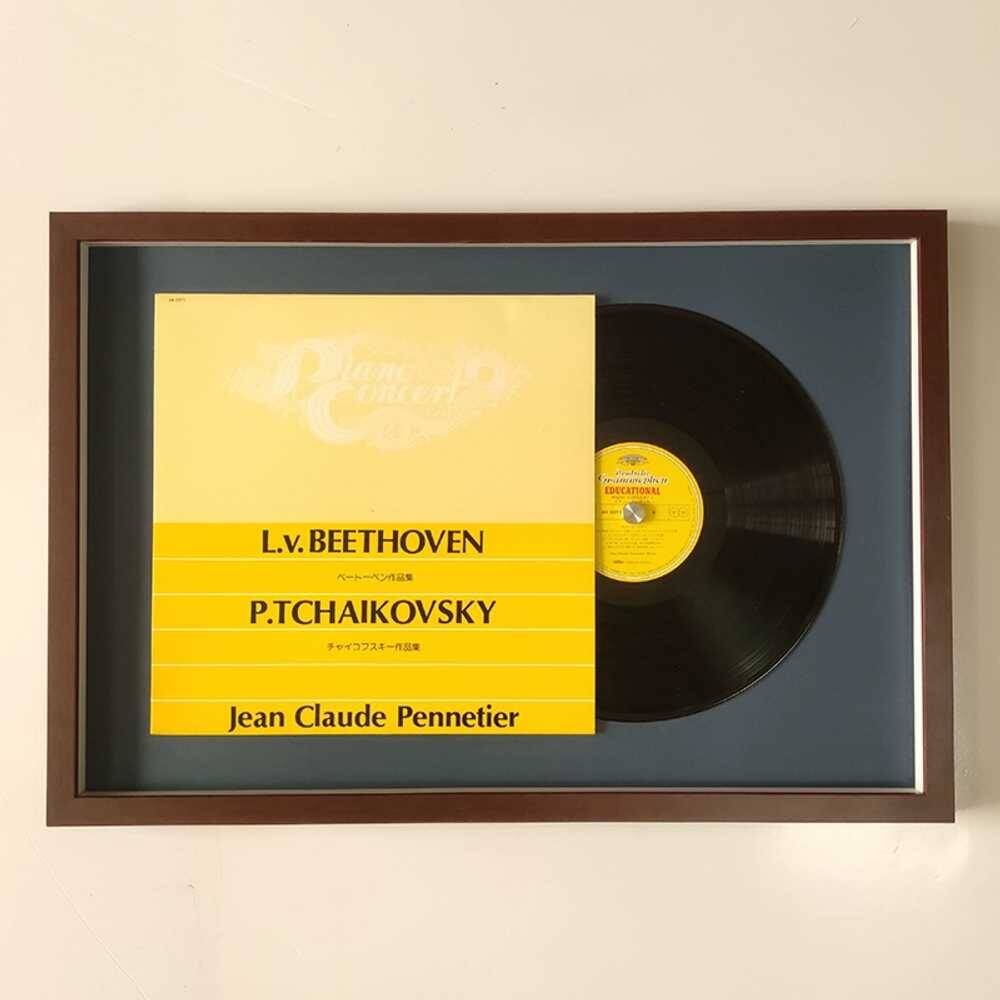 Piano
Concert
L.v.BEETHOVEN
ベートーベン作品集
P.TCHAIKOVSKY
チャイコフスキー作品集
Jean Claude Pennetier
Deutsche
Grammophon
EDUCATIONAL